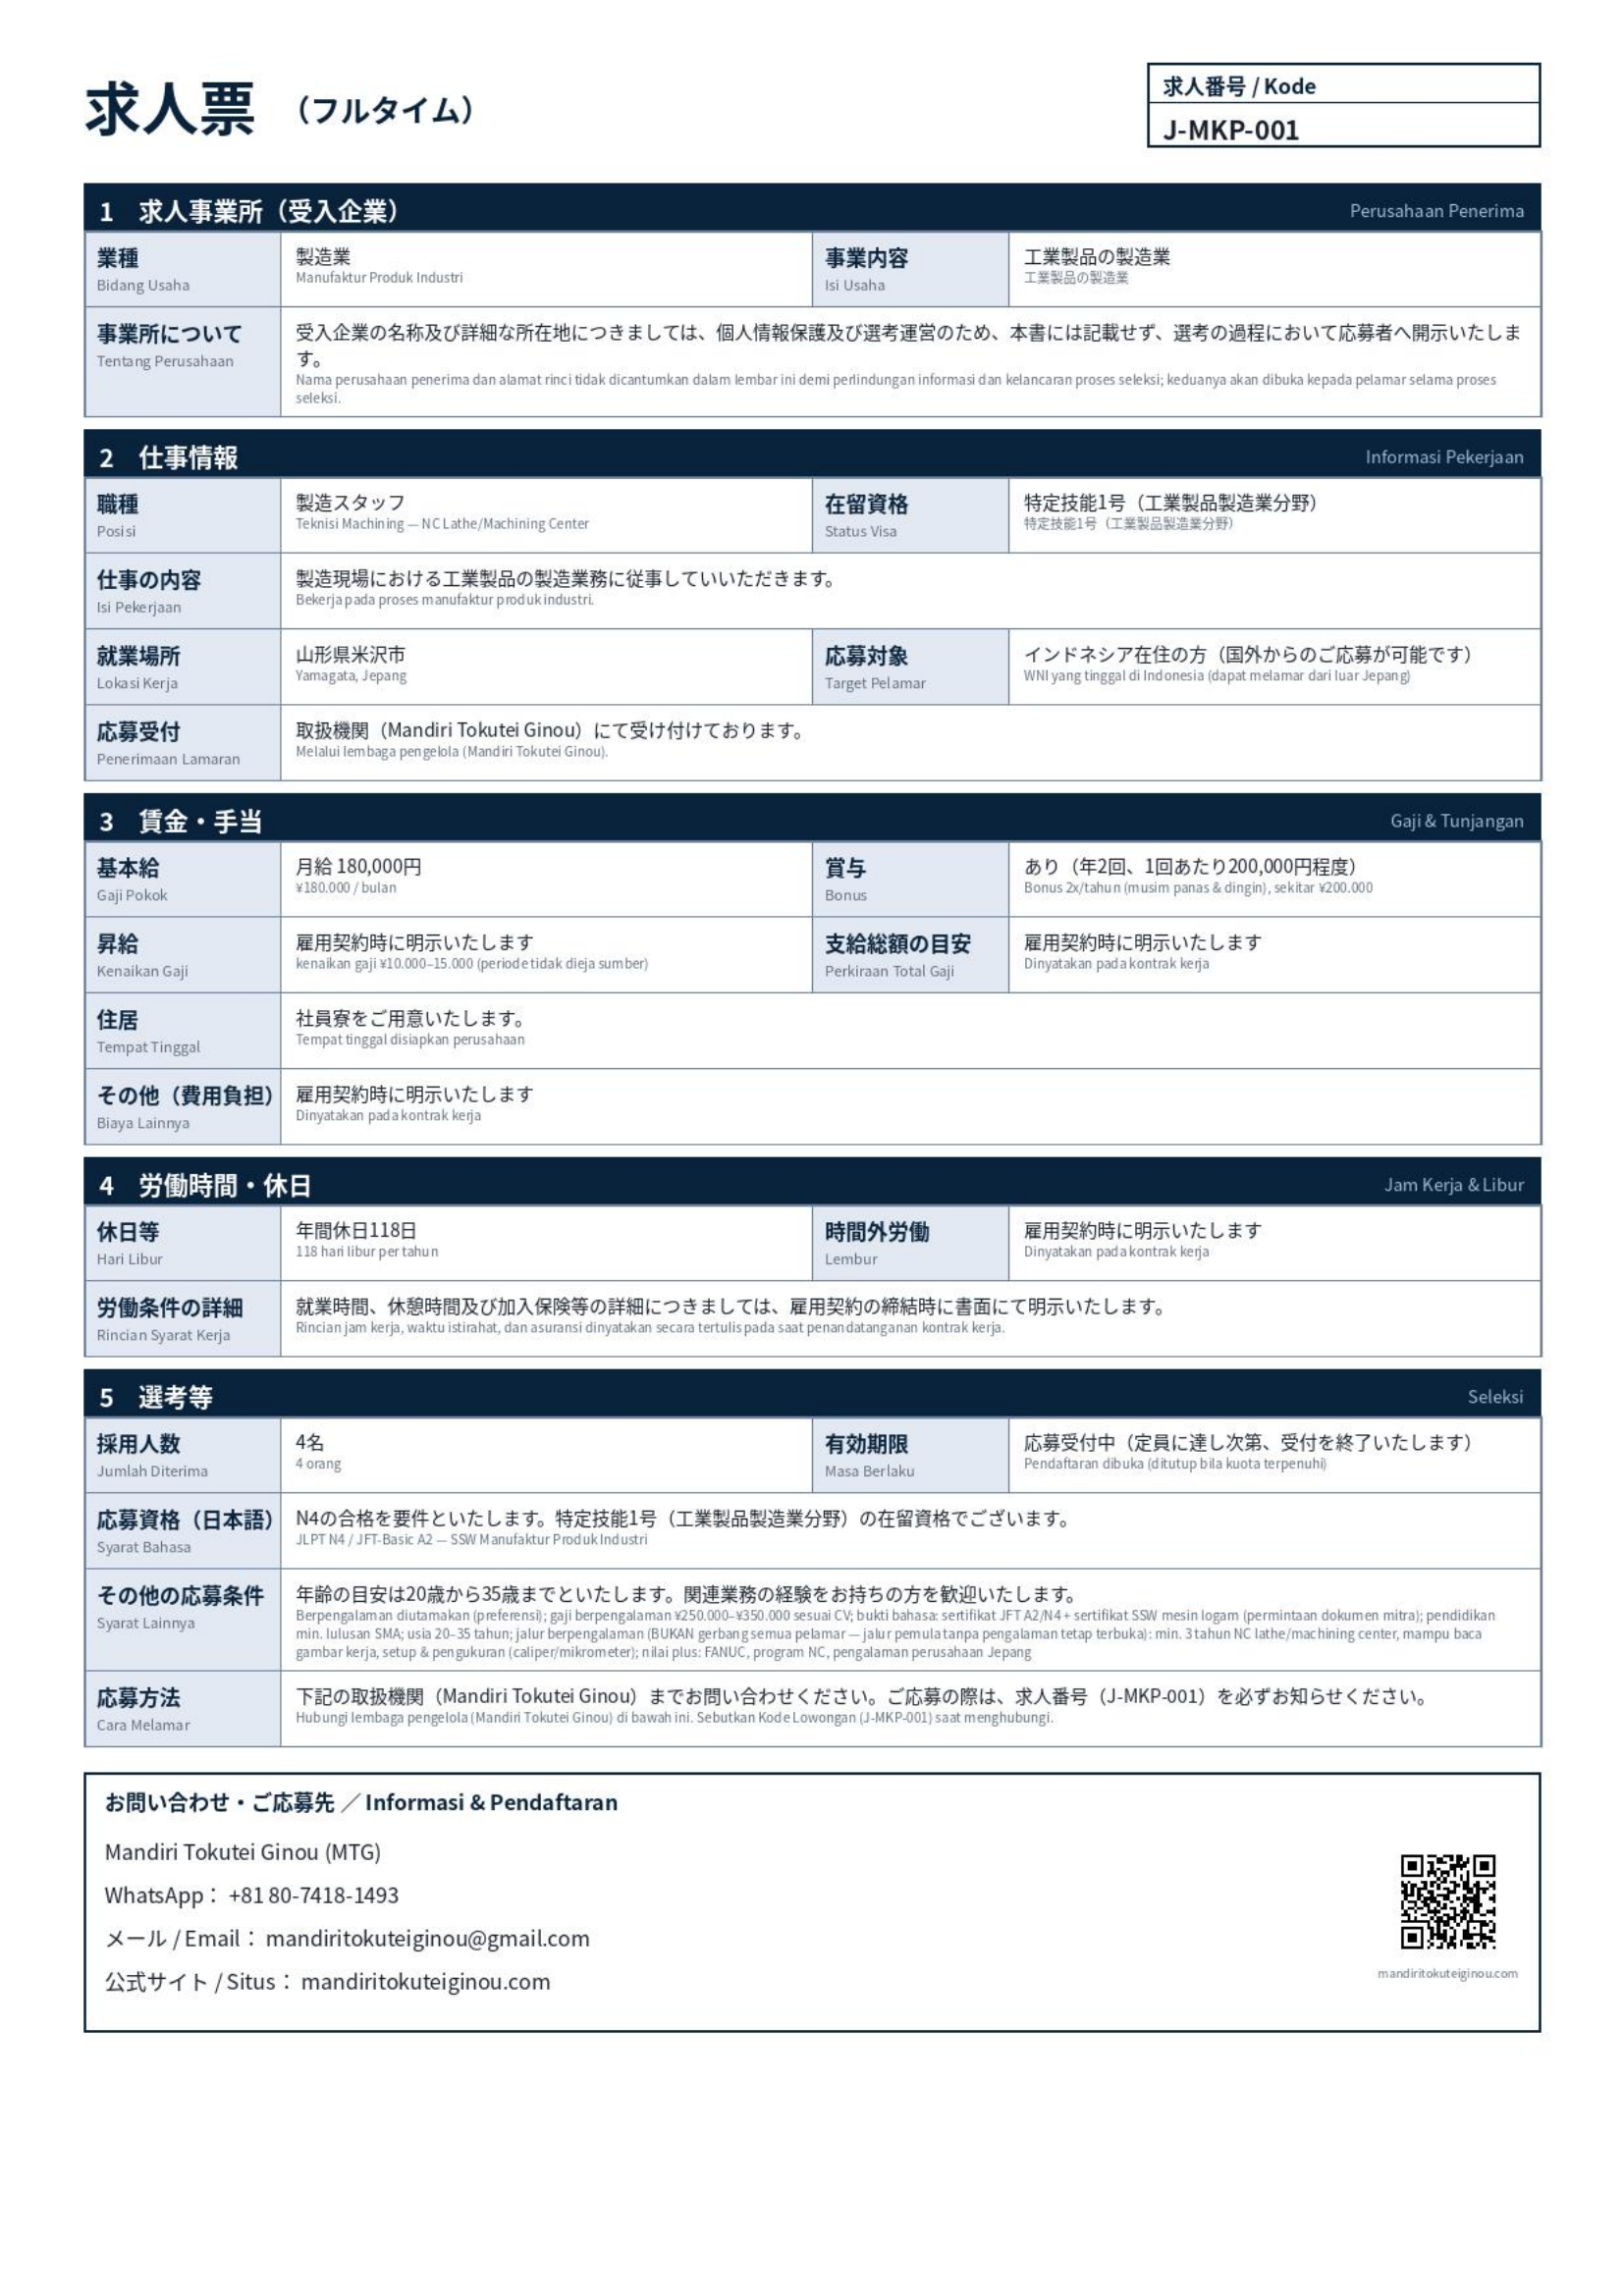 求人票 （フルタイム）
求人番号 / Kode
J-MKP-001
1 求人事業所（受入企業） Perusahaan Penerima
業種
Bidang Usaha
製造業
Manufaktur Produk Industri
事業内容
Isi Usaha
工業製品の製造業
工業製品の製造業
事業所について
Tentang Perusahaan
受入企業の名称及び詳細な所在地につきましては、個人情報保護及び選考運営のため、本書には記載せず、選考の過程において応募者へ開示いたしま
す。
Nama perusahaan penerima dan alamat rinci tidak dicantumkan dalam lembar ini demi perlindungan informasi dan kelancaran proses seleksi; keduanya akan dibuka kepada pelamar selama proses
seleksi.
2 仕事情報 Informasi Pekerjaan
職種
Posisi
製造スタッフ
Teknisi Machining — NC Lathe/Machining Center
在留資格
Status Visa
特定技能1号（工業製品製造業分野）
特定技能1号（工業製品製造業分野）
仕事の内容
Isi Pekerjaan
製造現場における工業製品の製造業務に従事していいただきます。
Bekerja pada proses manufaktur produk industri.
就業場所
Lokasi Kerja
山形県米沢市
Yamagata, Jepang
応募対象
Target Pelamar
インドネシア在住の方（国外からのご応募が可能です）
WNI yang tinggal di Indonesia (dapat melamar dari luar Jepang)
応募受付
Penerimaan Lamaran
取扱機関（Mandiri Tokutei Ginou）にて受け付けております。
Melalui lembaga pengelola (Mandiri Tokutei Ginou).
3 賃金・手当 Gaji & Tunjangan
基本給
Gaji Pokok
月給 180,000円
¥180.000 / bulan
賞与
Bonus
あり（年2回、1回あたり200,000円程度）
Bonus 2x/tahun (musim panas & dingin), sekitar ¥200.000
昇給
Kenaikan Gaji
雇用契約時に明示いたします
kenaikan gaji ¥10.000–15.000 (periode tidak dieja sumber)
支給総額の目安
Perkiraan Total Gaji
雇用契約時に明示いたします
Dinyatakan pada kontrak kerja
住居
Tempat Tinggal
社員寮をご用意いたします。
Tempat tinggal disiapkan perusahaan
その他（費用負担）
Biaya Lainnya
雇用契約時に明示いたします
Dinyatakan pada kontrak kerja
4 労働時間・休日 Jam Kerja & Libur
休日等
Hari Libur
年間休日118日
118 hari libur per tahun
時間外労働
Lembur
雇用契約時に明示いたします
Dinyatakan pada kontrak kerja
労働条件の詳細
Rincian Syarat Kerja
就業時間、休憩時間及び加入保険等の詳細につきましては、雇用契約の締結時に書面にて明示いたします。
Rincian jam kerja, waktu istirahat, dan asuransi dinyatakan secara tertulis pada saat penandatanganan kontrak kerja.
5 選考等 Seleksi
採用人数
Jumlah Diterima
4名
4 orang
有効期限
Masa Berlaku
応募受付中（定員に達し次第、受付を終了いたします）
Pendaftaran dibuka (ditutup bila kuota terpenuhi)
応募資格（日本語）
Syarat Bahasa
N4の合格を要件といたします。特定技能1号（工業製品製造業分野）の在留資格でございます。
JLPT N4 / JFT-Basic A2 — SSW Manufaktur Produk Industri
その他の応募条件
Syarat Lainnya
年齢の目安は20歳から35歳までといたします。関連業務の経験をお持ちの方を歓迎いたします。
Berpengalaman diutamakan (preferensi); gaji berpengalaman ¥250.000–¥350.000 sesuai CV; bukti bahasa: sertifikat JFT A2/N4 + sertifikat SSW mesin logam (permintaan dokumen mitra); pendidikan
min. lulusan SMA; usia 20–35 tahun; jalur berpengalaman (BUKAN gerbang semua pelamar — jalur pemula tanpa pengalaman tetap terbuka): min. 3 tahun NC lathe/machining center, mampu baca
gambar kerja, setup & pengukuran (caliper/mikrometer); nilai plus: FANUC, program NC, pengalaman perusahaan Jepang
応募方法
Cara Melamar
下記の取扱機関（Mandiri Tokutei Ginou）までお問い合わせください。ご応募の際は、求人番号（J-MKP-001）を必ずお知らせください。
Hubungi lembaga pengelola (Mandiri Tokutei Ginou) di bawah ini. Sebutkan Kode Lowongan (J-MKP-001) saat menghubungi.
お問い合わせ・ご応募先 ／ Informasi & Pendaftaran
Mandiri Tokutei Ginou (MTG)
WhatsApp： +81 80-7418-1493
メール / Email： mandiritokuteiginou@gmail.com
公式サイト / Situs： mandiritokuteiginou.com
mandiritokuteiginou.com